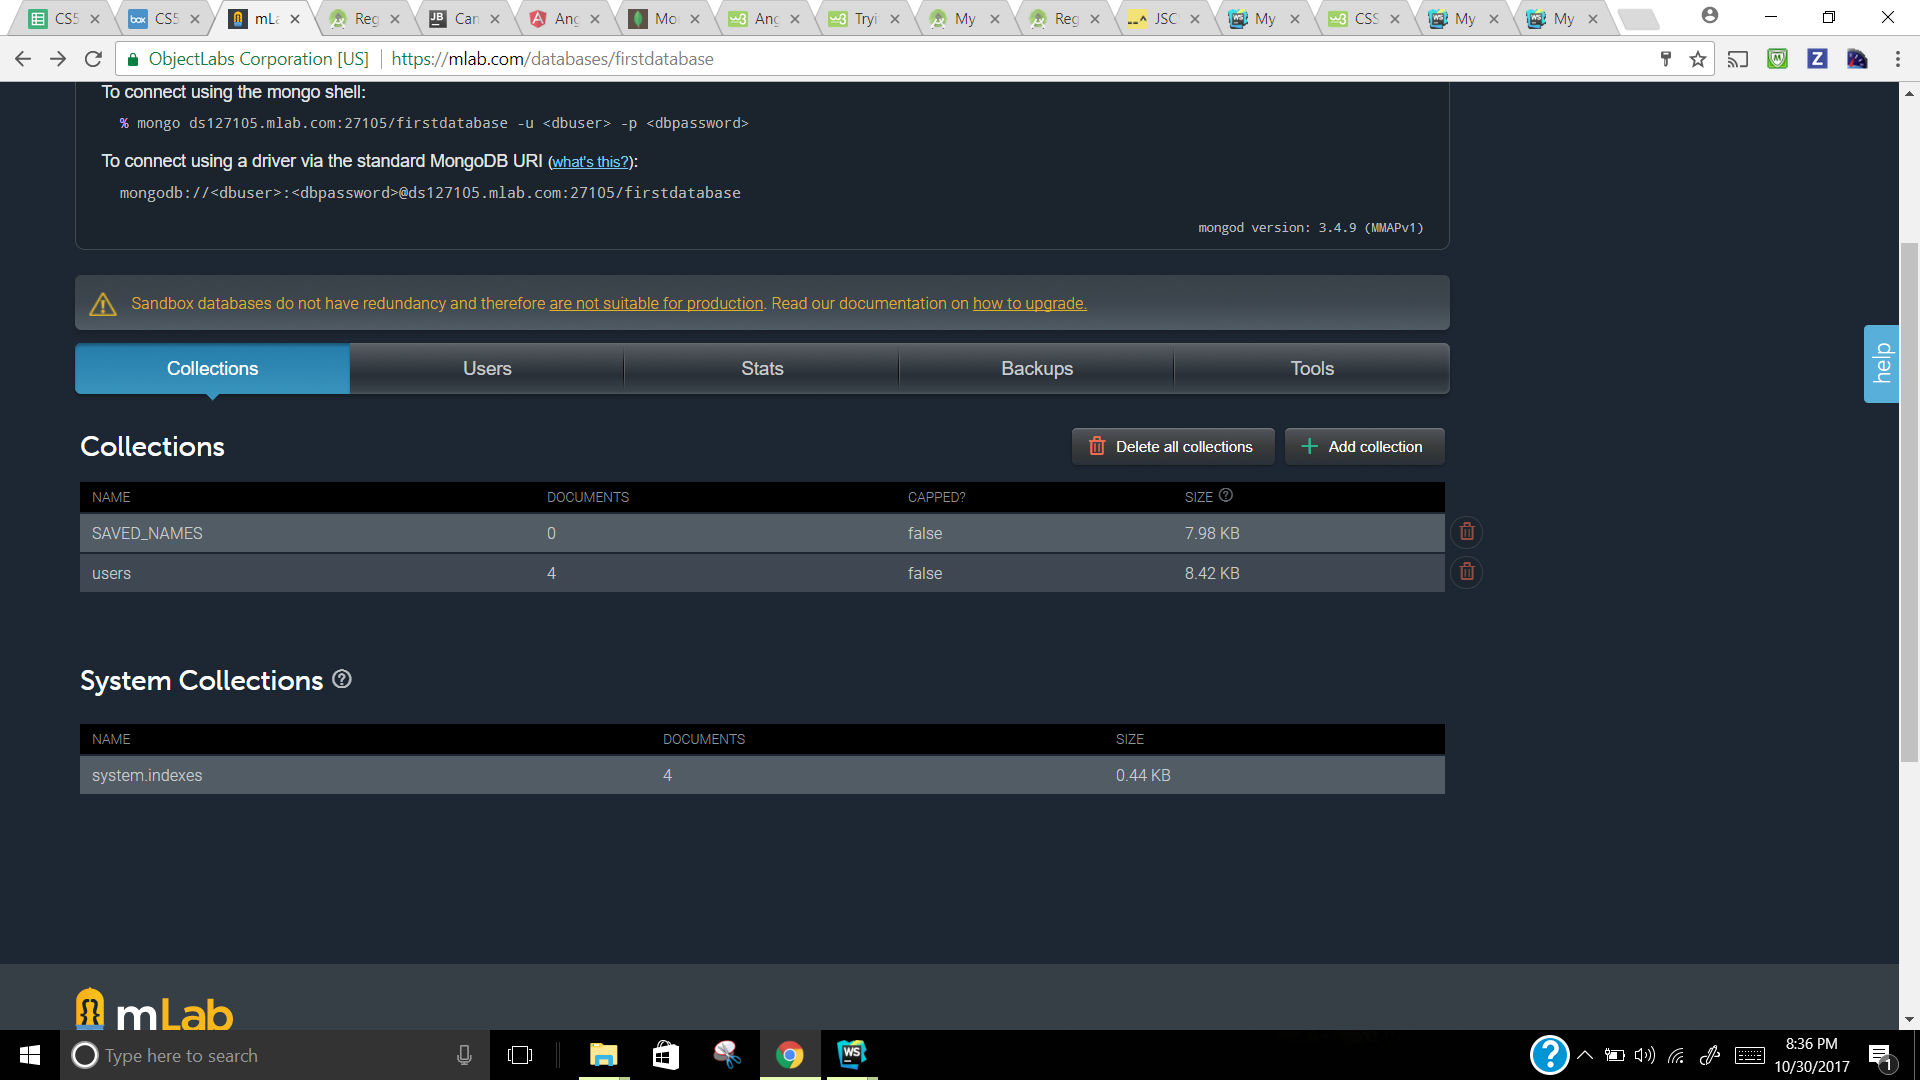 CS5
CS5
mLa
Reg
Can
Ang
Mo
Ang
Tryi
My
Reg
JSC
My
CSS
My
My
ObjectLabs Corporation [US] https://mlab.com/databases/firstdatabase
To connect using the mongo shell:
% mongo ds127105.mlab.com:27105/firstdatabase -u <dbuser> -p <dbpassword>
To connect using a driver via the standard MongoDB URI (what's this?):
mongodb://<dbuser>:<dbpassword>@ds127105.mlab.com:27105/firstdatabase
mongod version: 3.4.9 (MMAPv1)
Sandbox databases do not have redundancy and therefore are not suitable for production. Read our documentation on how to upgrade.
help
Collections Users Stats Backups Tools
Collections
Delete all collections Add collection
NAME DOCUMENTS CAPPED? SIZE ?
SAVED_NAMES 0 false 7.98 KB
users 4 false 8.42 KB
System Collections ?
NAME DOCUMENTS SIZE
system.indexes 4 0.44 KB
mLab
Type here to search
8:36 PM
10/30/2017
1